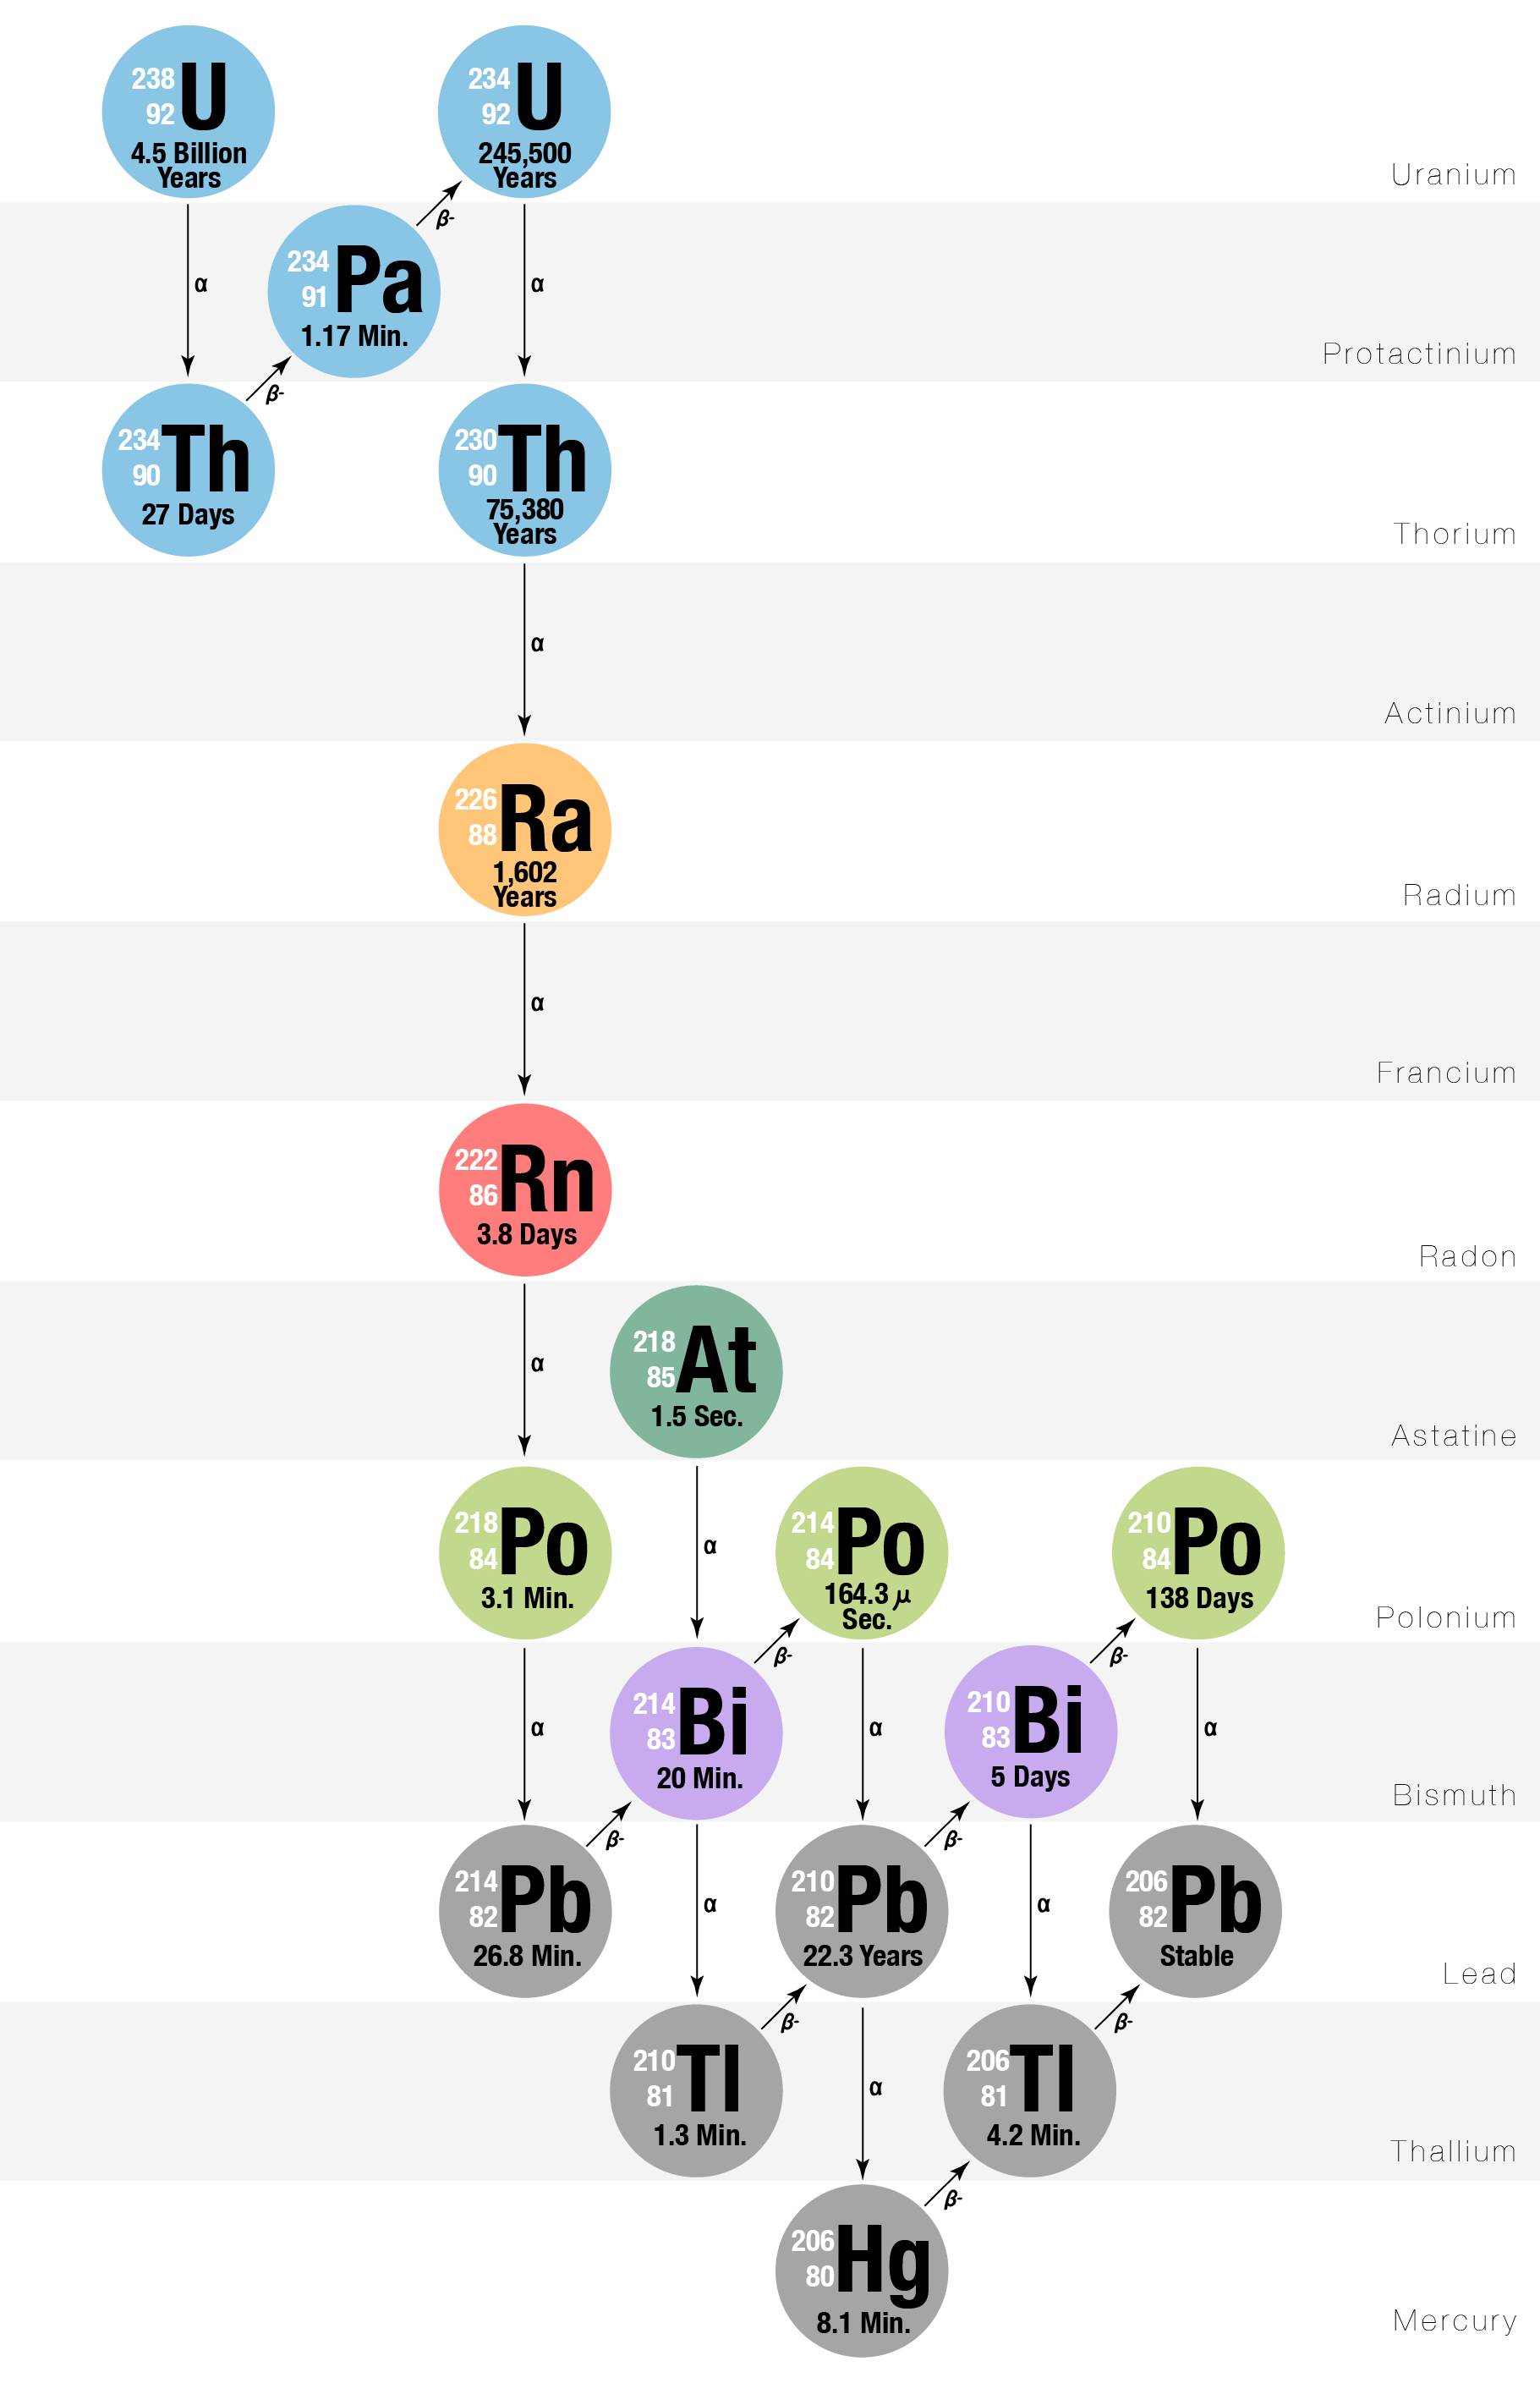 238
92
U
4.5 Billion
Years
234
92
U
245,500
Years
Uranium
β-
α
α
234
91
Pa
1.17 Min.
Protactinium
β-
234
90
Th
27 Days
230
90
Th
75,380
Years
Thorium
α
Actinium
226
88
Ra
1,602
Years
Radium
α
Francium
222
86
Rn
3.8 Days
Radon
α
218
85
At
1.5 Sec.
Astatine
218
84
Po
3.1 Min.
α
214
84
Po
164.3 μ
Sec.
210
84
Po
138 Days
Polonium
β-
β-
α
214
83
Bi
20 Min.
α
210
83
Bi
5 Days
α
Bismuth
β-
β-
214
82
Pb
26.8 Min.
α
210
82
Pb
22.3 Years
α
206
82
Pb
Stable
Lead
β-
β-
210
81
Tl
1.3 Min.
α
206
81
Tl
4.2 Min.
Thallium
β-
206
80
Hg
8.1 Min.
Mercury